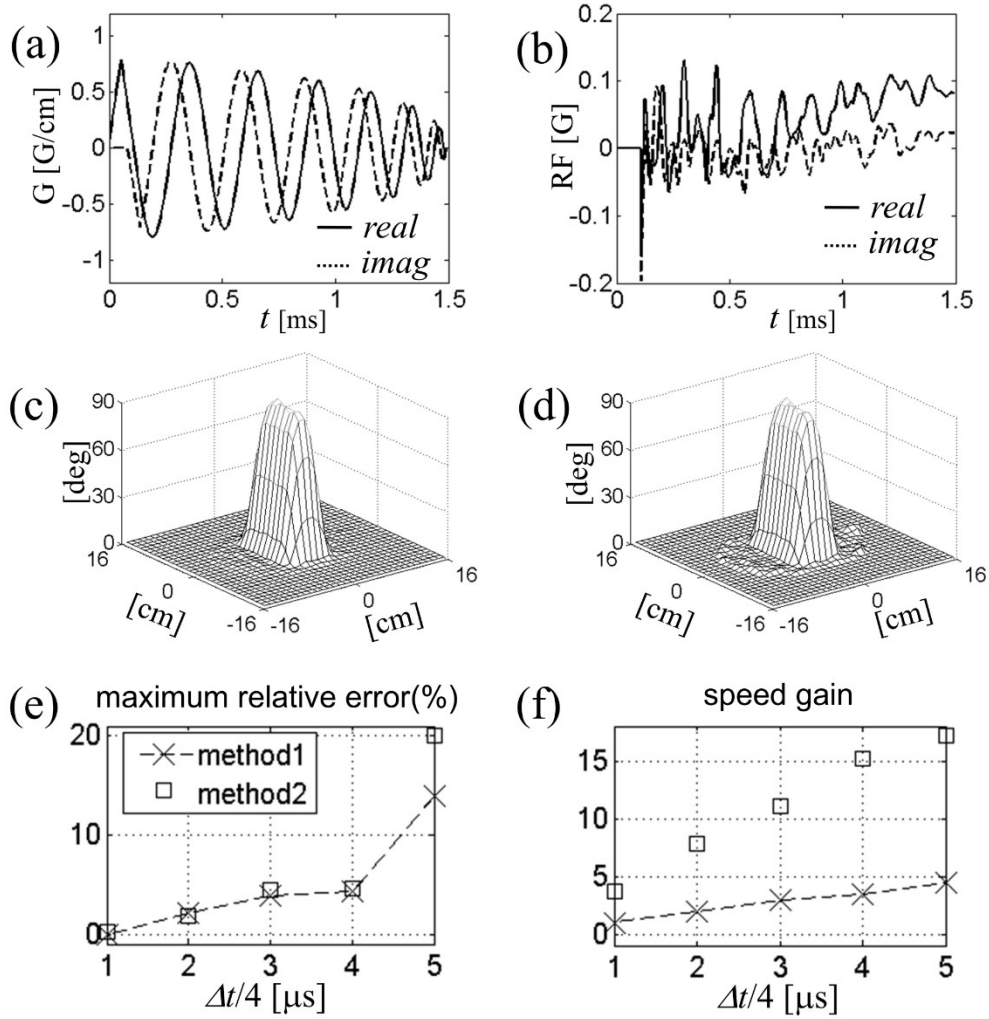 (a)
G [G/cm]
1
0.5
0
-0.5
-1
real
imag
0 0.5 1 1.5
t [ms]
(b)
RF [G]
0.2
0.1
0
-0.1
-0.2
real
imag
0 0.5 1 1.5
t [ms]
(c)
[deg]
90
60
30
0
16
0
-16
[cm]
-16
0
16
[cm]
(d)
[deg]
90
60
30
0
16
0
-16
[cm]
-16
0
16
[cm]
(e)
maximum relative error(%)
20
10
0
method1
method2
1 2 3 4 5
Δt/4 [μs]
(f)
speed gain
15
10
5
0
1 2 3 4 5
Δt/4 [μs]